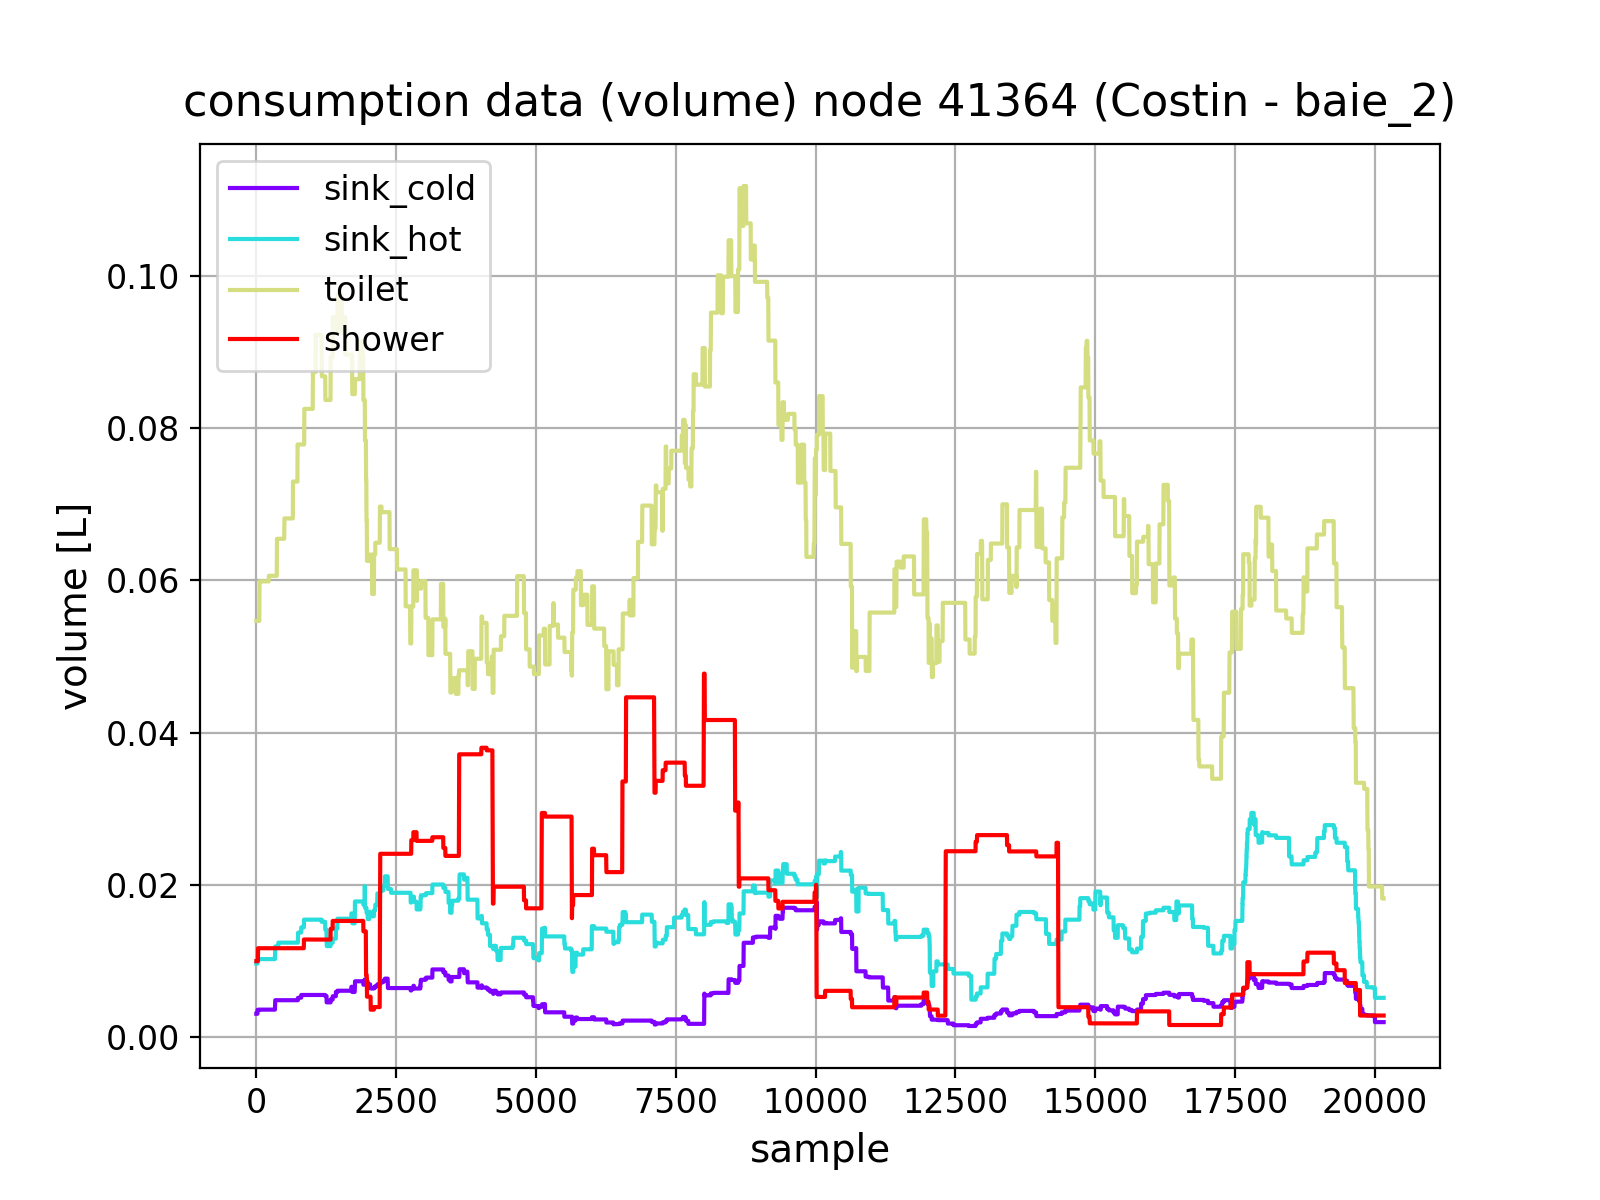 consumption data (volume) node 41364 (Costin - baie_2)
sink_cold
sink_hot
toilet
shower
0.10
0.08
0.06
0.04
0.02
0.00
volume [L]
0 2500 5000 7500 10000 12500 15000 17500 20000
sample